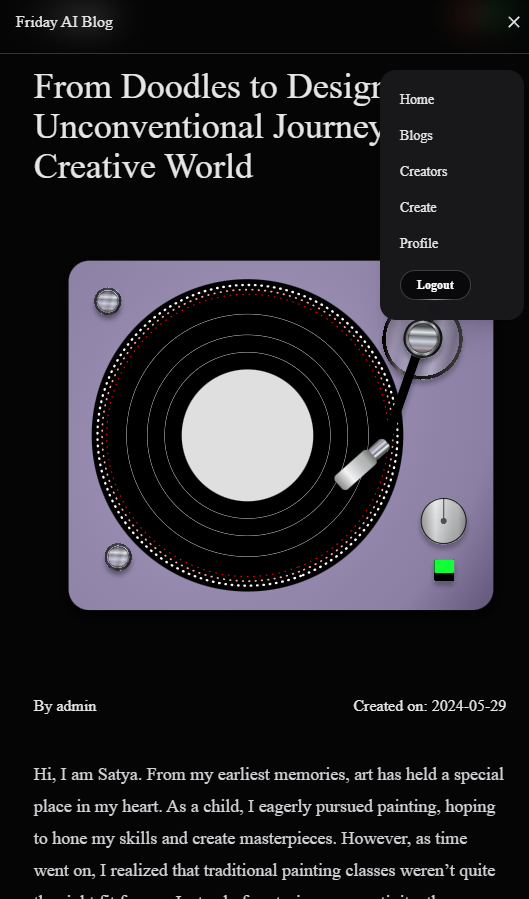 Friday AI Blog
From Doodles to Design
Unconventional Journey
Creative World
Home
Blogs
Creators
Create
Profile
Logout
By admin
Created on: 2024-05-29
Hi, I am Satya. From my earliest memories, art has held a special
place in my heart. As a child, I eagerly pursued painting, hoping
to hone my skills and create masterpieces. However, as time
went on, I realized that traditional painting classes weren’t quite